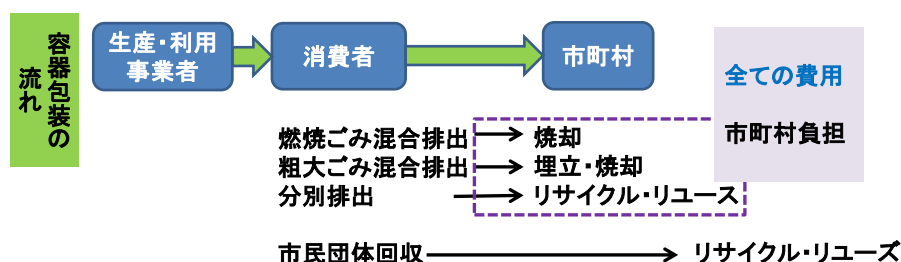 容器包装の
流れ
生産・利用
事業者
消費者
市町村
全ての費用
市町村負担
燃焼ごみ混合排出
焼却
粗大ごみ混合排出
埋立・焼却
分別排出
リサイクル・リユース
市民団体回収
リサイクル・リユーズ